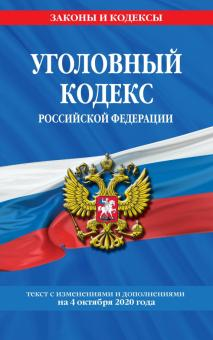 ЗАКОНЫ И КОДЕКСЫ
УГОЛОВНЫЙ
КОДЕКС
РОССИЙСКОЙ ФЕДЕРАЦИИ
текст с изменениями и дополнениями
на 4 октября 2020 года